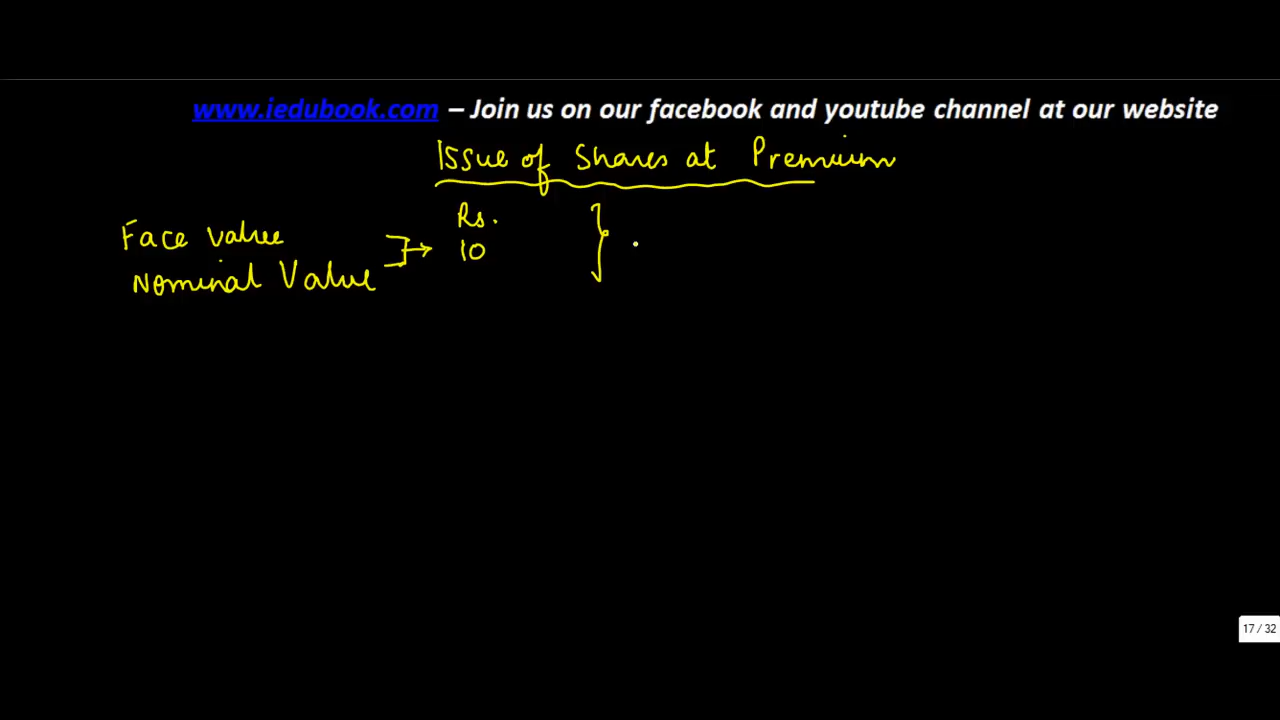 www.iedubook.com – Join us on our facebook and youtube channel at our website
Issue of Shares at Premium
Rs.
Face value
10
Nominal Value
17 / 32